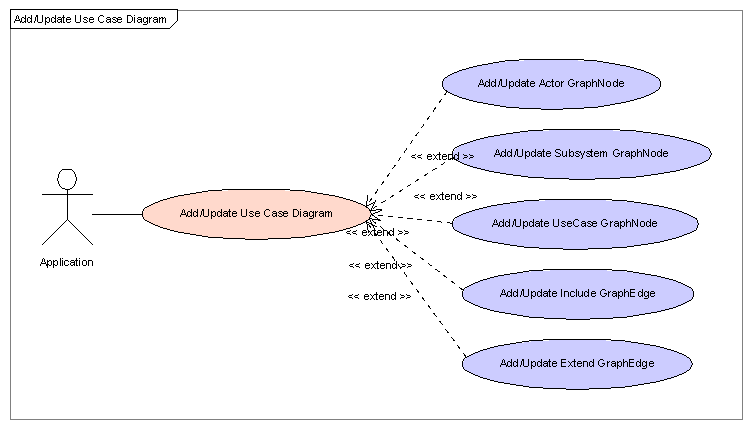 Add/Update Use Case Diagram
Add/Update Actor GraphNode
<< extend >>
Add/Update Subsystem GraphNode
<< extend >>
Add/Update Use Case Diagram
Add/Update UseCase GraphNode
<< extend >>
Application
<< extend >>
Add/Update Include GraphEdge
<< extend >>
Add/Update Extend GraphEdge